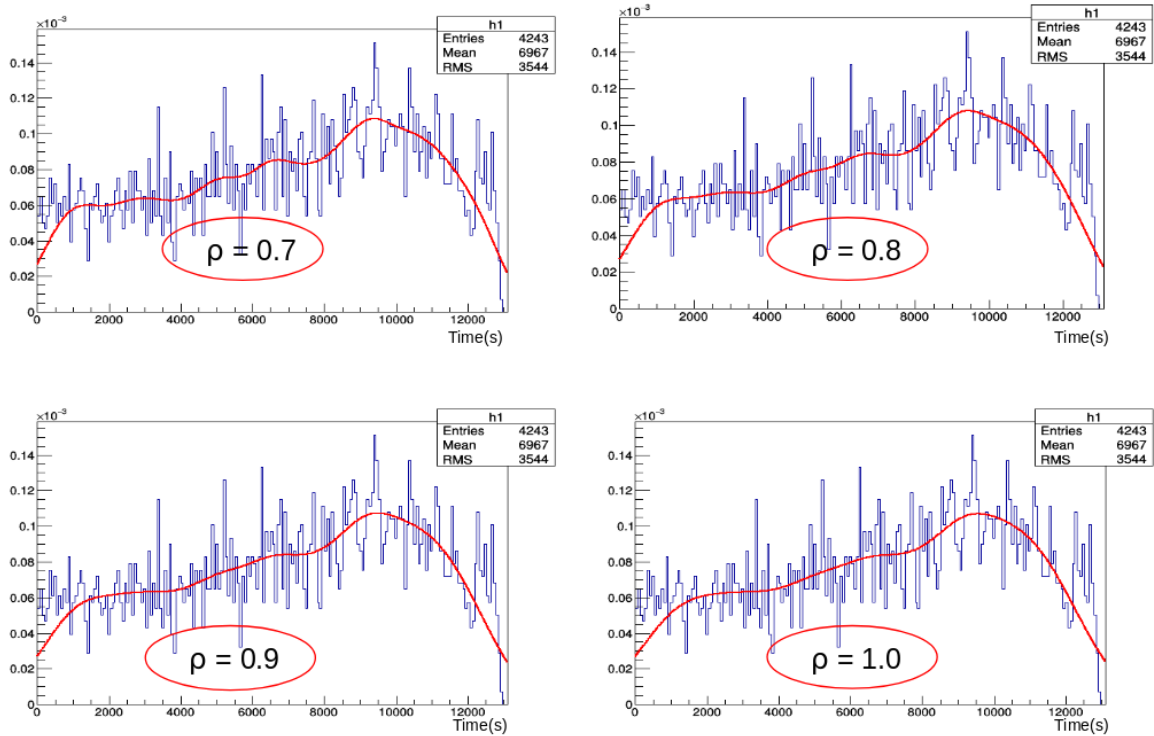 ×10⁻³
h1
Entries 4243
Mean 6967
RMS 3544
0.14
0.12
0.1
0.08
0.06
0.04
0.02
0
ρ = 0.7
0 2000 4000 6000 8000 10000 12000
Time(s)
×10⁻³
h1
Entries 4243
Mean 6967
RMS 3544
0.14
0.12
0.1
0.08
0.06
0.04
0.02
0
ρ = 0.8
0 2000 4000 6000 8000 10000 12000
Time(s)
×10⁻³
h1
Entries 4243
Mean 6967
RMS 3544
0.14
0.12
0.1
0.08
0.06
0.04
0.02
0
ρ = 0.9
0 2000 4000 6000 8000 10000 12000
Time(s)
×10⁻³
h1
Entries 4243
Mean 6967
RMS 3544
0.14
0.12
0.1
0.08
0.06
0.04
0.02
0
ρ = 1.0
0 2000 4000 6000 8000 10000 12000
Time(s)